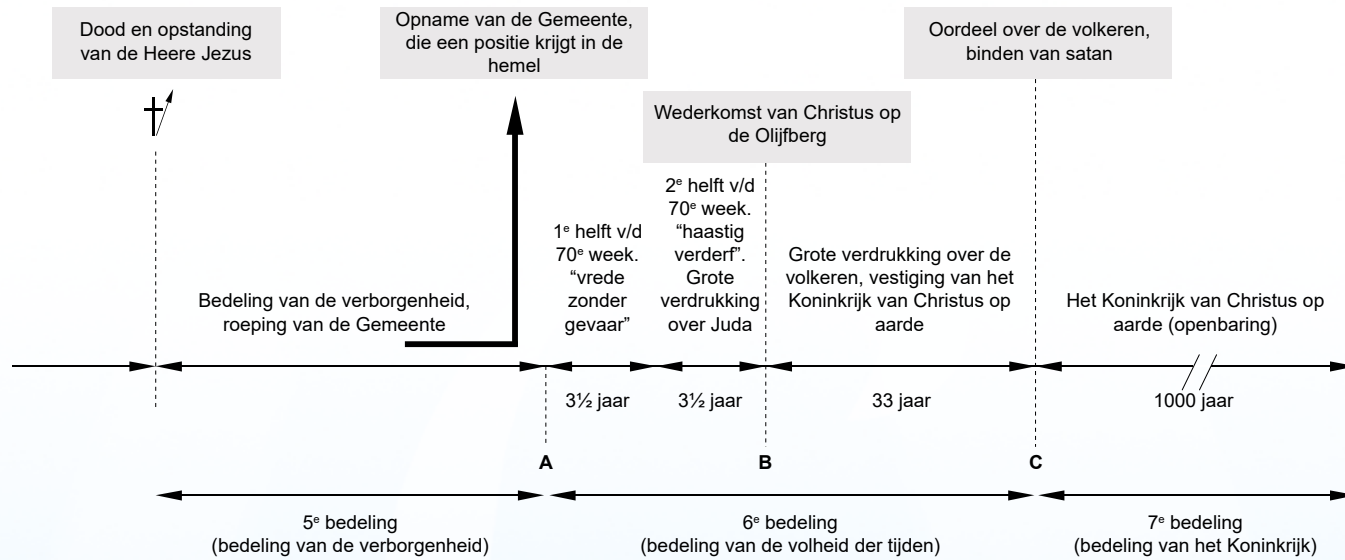 Dood en opstanding
van de Heere Jezus
Opname van de Gemeente,
die een positie krijgt in de
hemel
Oordeel over de volkeren,
binden van satan
Wederkomst van Christus op
de Olijfberg
Bedeling van de verborgenheid,
roeping van de Gemeente
1e helft v/d
70e week.
“vrede
zonder
gevaar”
2e helft v/d
70e week.
“haastig
verderf”.
Grote
verdrukking
over Juda
Grote verdrukking over de
volkeren, vestiging van het
Koninkrijk van Christus op
aarde
Het Koninkrijk van Christus op
aarde (openbaring)
3½ jaar
3½ jaar
33 jaar
1000 jaar
A
B
C
5e bedeling
(bedeling van de verborgenheid)
6e bedeling
(bedeling van de volheid der tijden)
7e bedeling
(bedeling van het Koninkrijk)